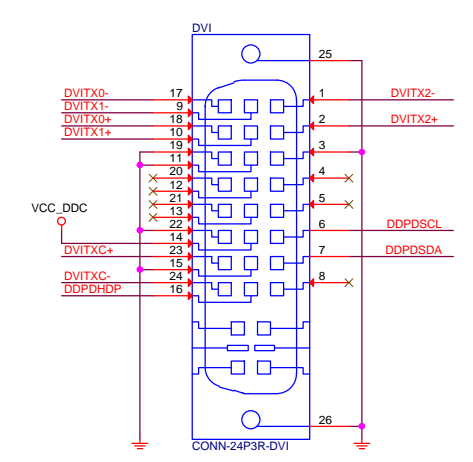 DVI
25
DVITX0- 17 1 DVITX2-
DVITX1- 9
DVITX0+ 18 2 DVITX2+
DVITX1+ 10
19 3
11
20 4
12
21 5
13
VCC_DDC
22 6 DDPDSCL
14
DVITXC+ 23 7 DDPDSDA
15
DVITXC- 24 8
DDPDHDP 16
26
CONN-24P3R-DVI